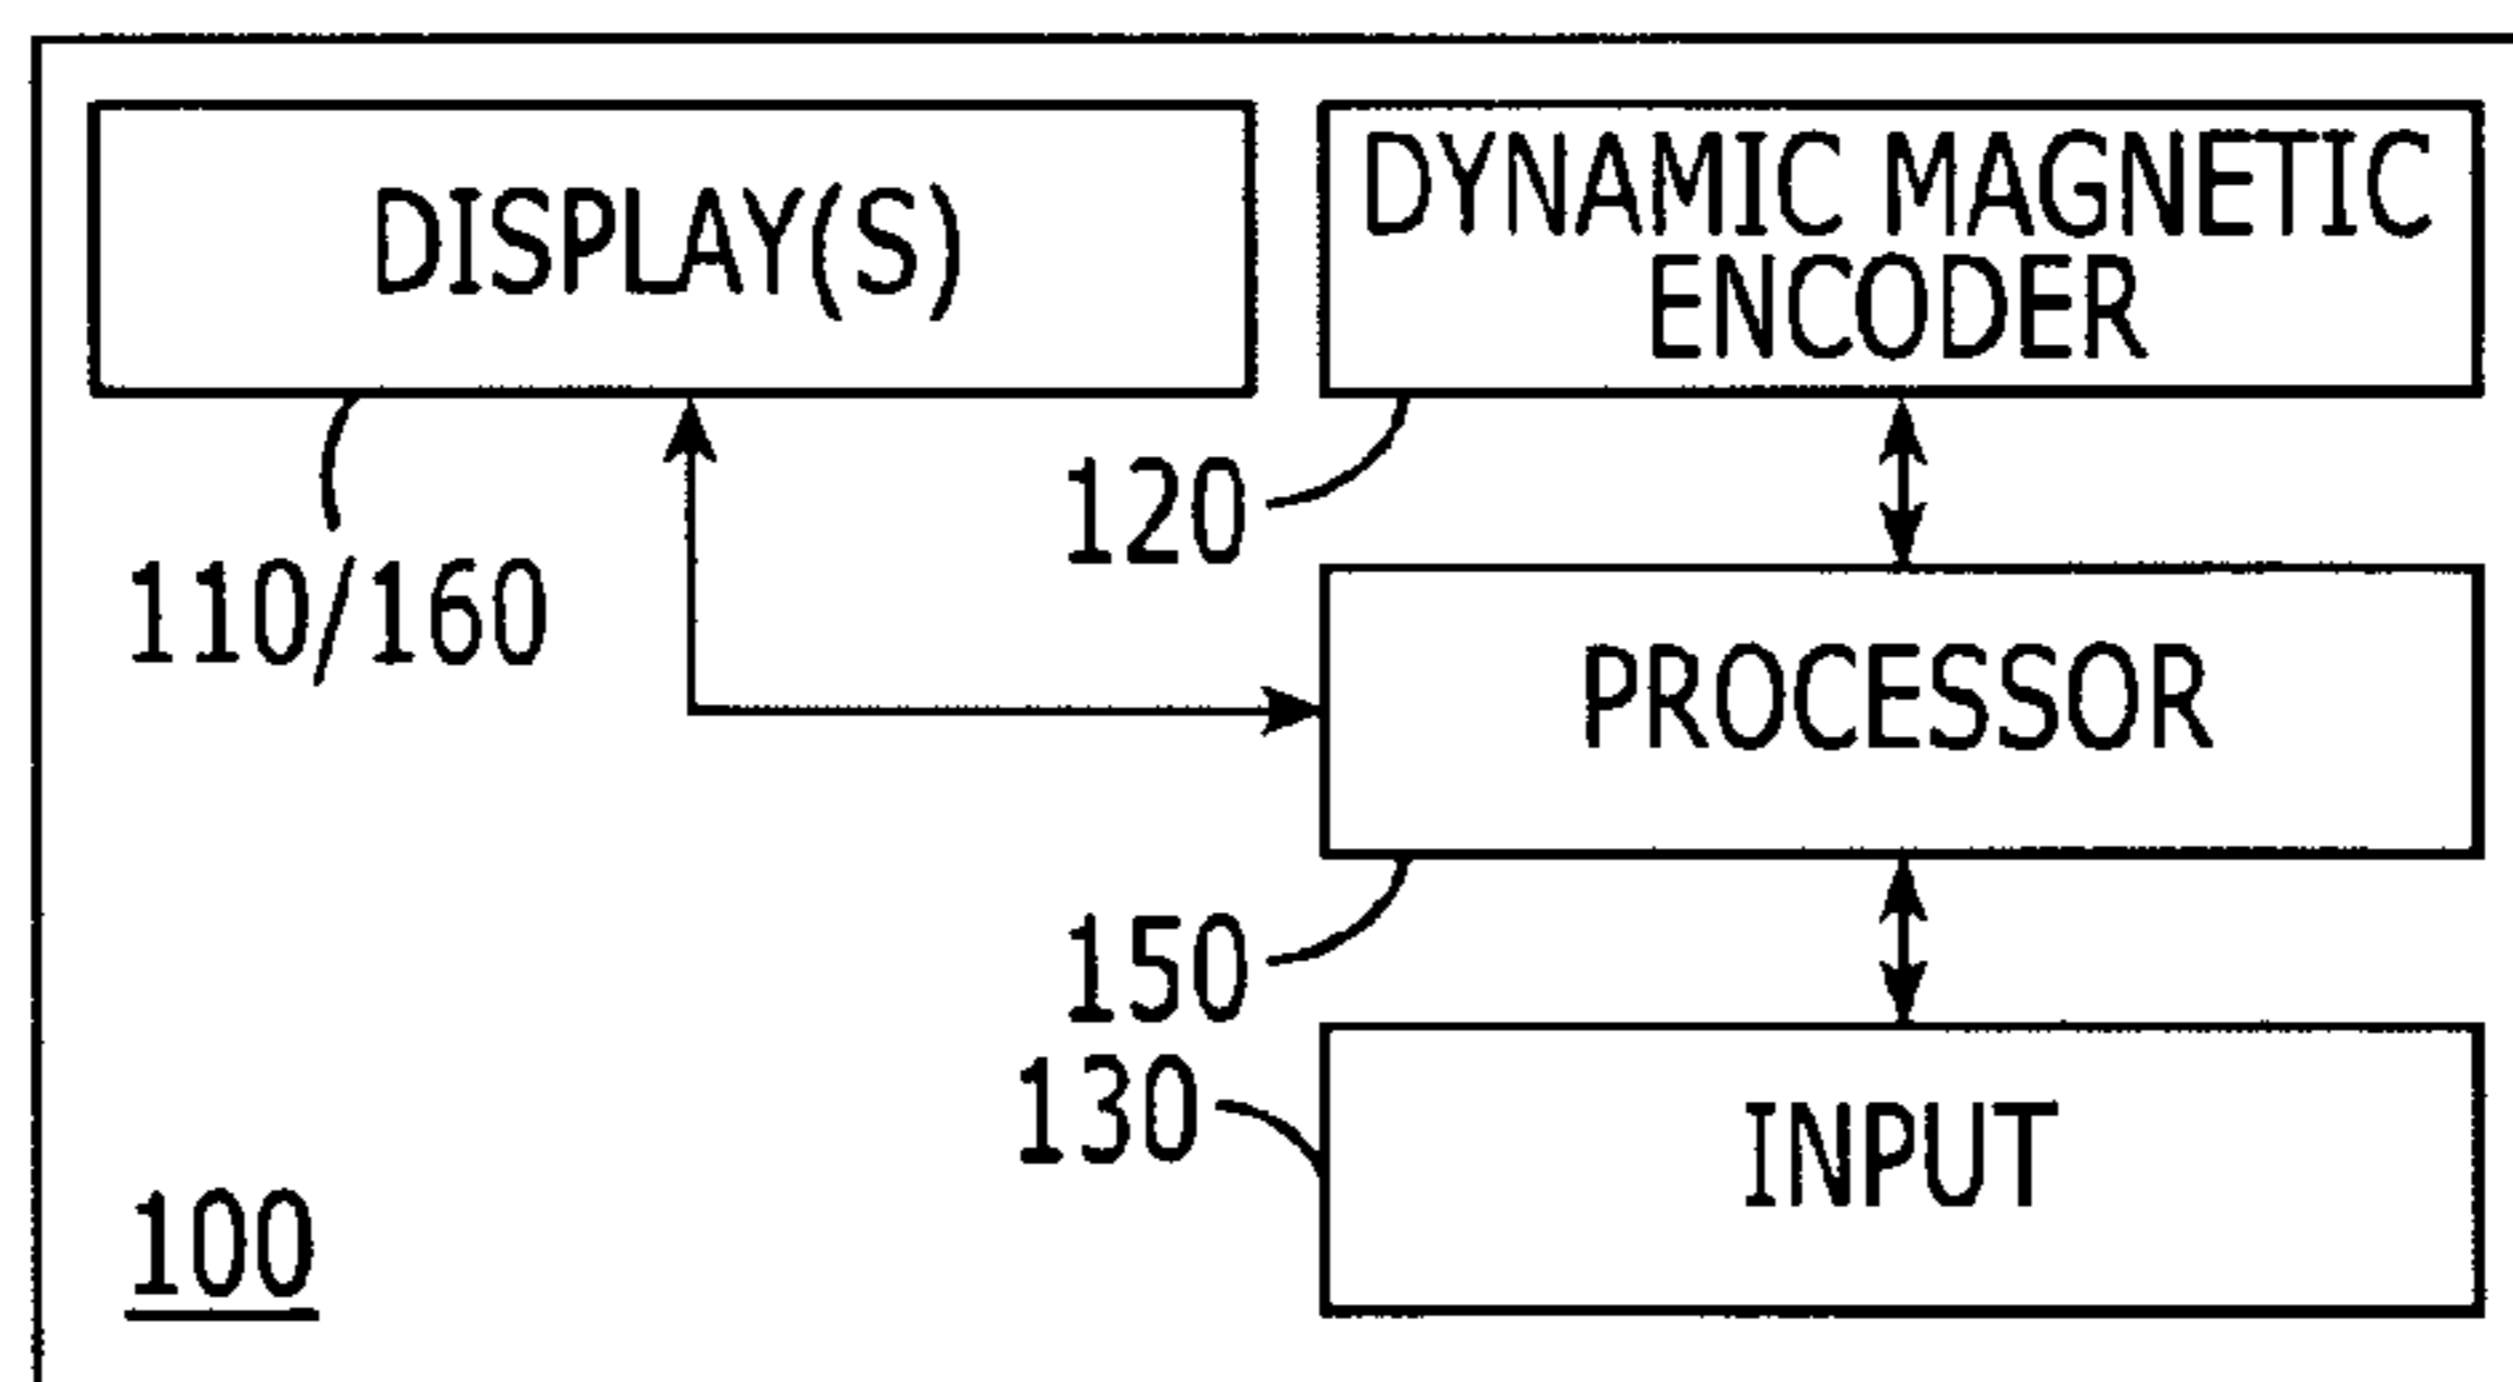 DISPLAY(S)
DYNAMIC MAGNETIC
ENCODER
120
110/160
PROCESSOR
150
130
INPUT
100